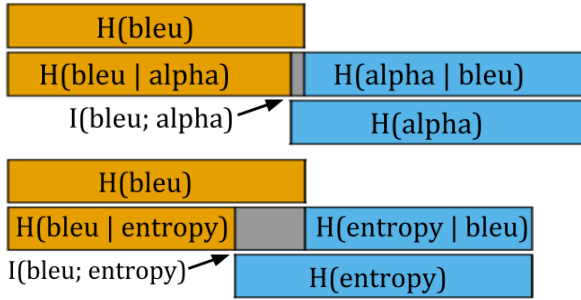 H(bleu)
H(bleu | alpha) H(alpha | bleu)
I(bleu; alpha) H(alpha)
H(bleu)
H(bleu | entropy) H(entropy | bleu)
I(bleu; entropy) H(entropy)